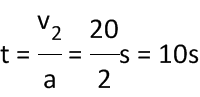 t = v₂/a = 20/2 s = 10s